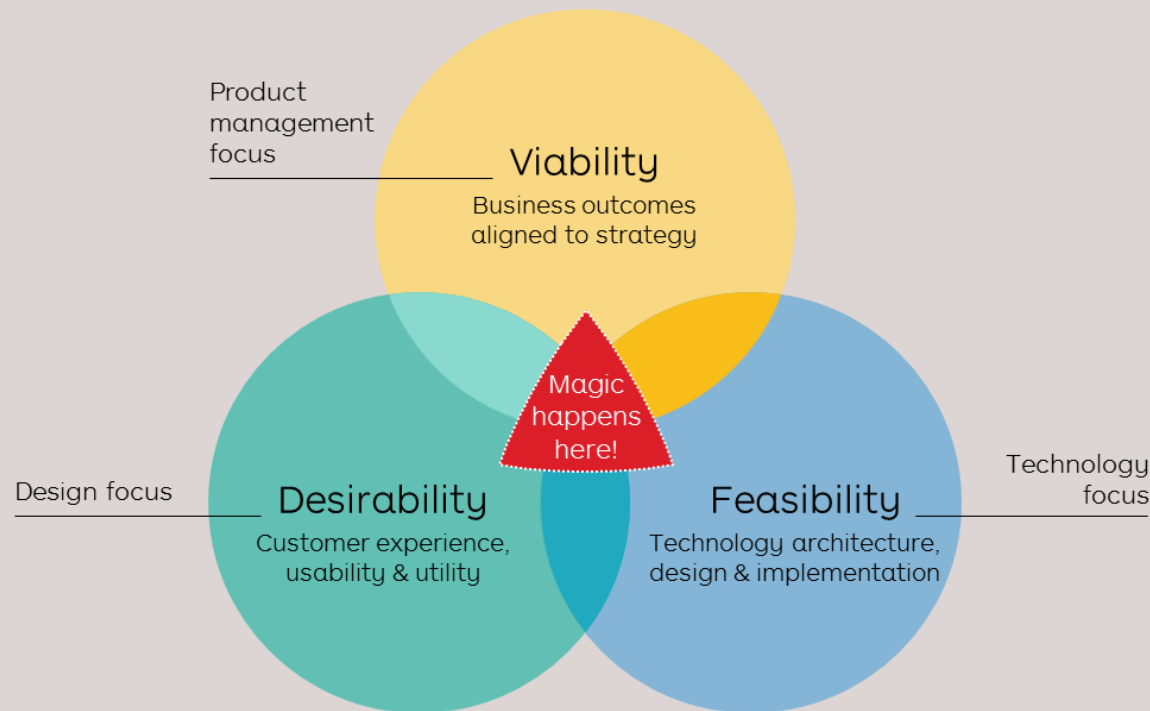 Product
management
focus
Viability
Business outcomes
aligned to strategy
Magic
happens
here!
Design focus
Desirability
Customer experience,
usability & utility
Feasibility
Technology architecture,
design & implementation
Technology
focus